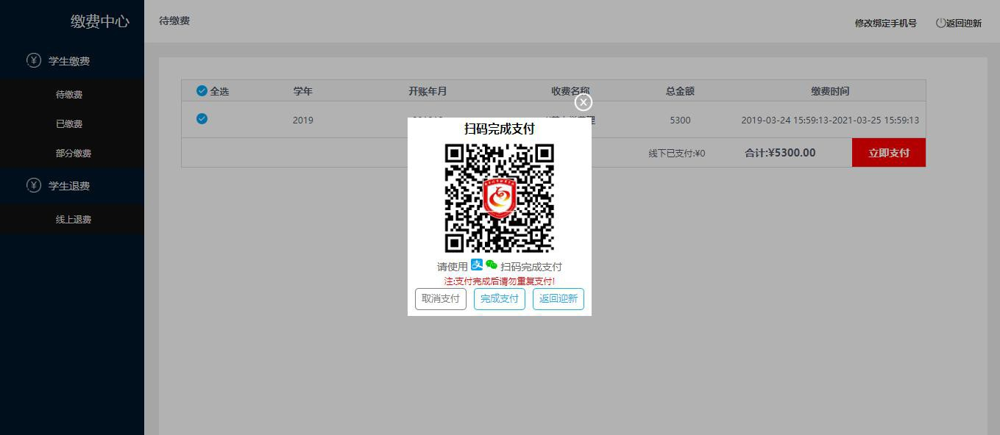 缴费中心
待缴费
修改绑定手机号
返回迎新
学生缴费
待缴费
已缴费
部分缴费
学生退费
线上退费
全选 学年 开账年月 收费名称 总金额 缴费时间
2019 5300 2019-03-24 15:59:13-2021-03-25 15:59:13
线下已支付:¥0 合计:¥5300.00 立即支付
扫码完成支付
请使用 支 扫码完成支付
注:支付完成后请勿重复支付!
取消支付 完成支付 返回迎新